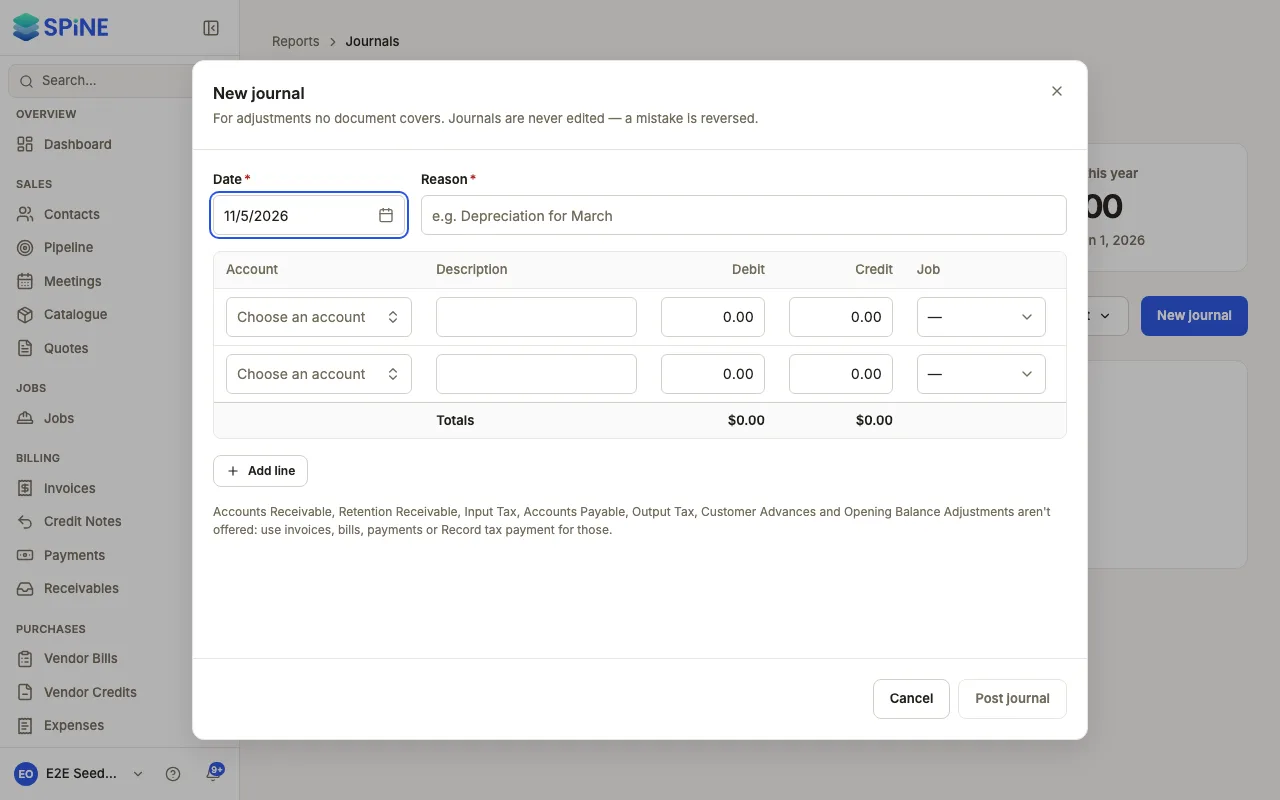 SPiNE
Reports > Journals
Search...
OVERVIEW
Dashboard
SALES
Contacts
Pipeline
Meetings
Catalogue
Quotes
JOBS
Jobs
BILLING
Invoices
Credit Notes
Payments
Receivables
PURCHASES
Vendor Bills
Vendor Credits
Expenses
EO E2E Seed... 9+
his year
00
n 1, 2026
New journal
New journal
For adjustments no document covers. Journals are never edited — a mistake is reversed.
Date* Reason*
11/5/2026 e.g. Depreciation for March
Account Description Debit Credit Job
Choose an account 0.00 0.00 —
Choose an account 0.00 0.00 —
Totals $0.00 $0.00
+ Add line
Accounts Receivable, Retention Receivable, Input Tax, Accounts Payable, Output Tax, Customer Advances and Opening Balance Adjustments aren't
offered: use invoices, bills, payments or Record tax payment for those.
Cancel Post journal